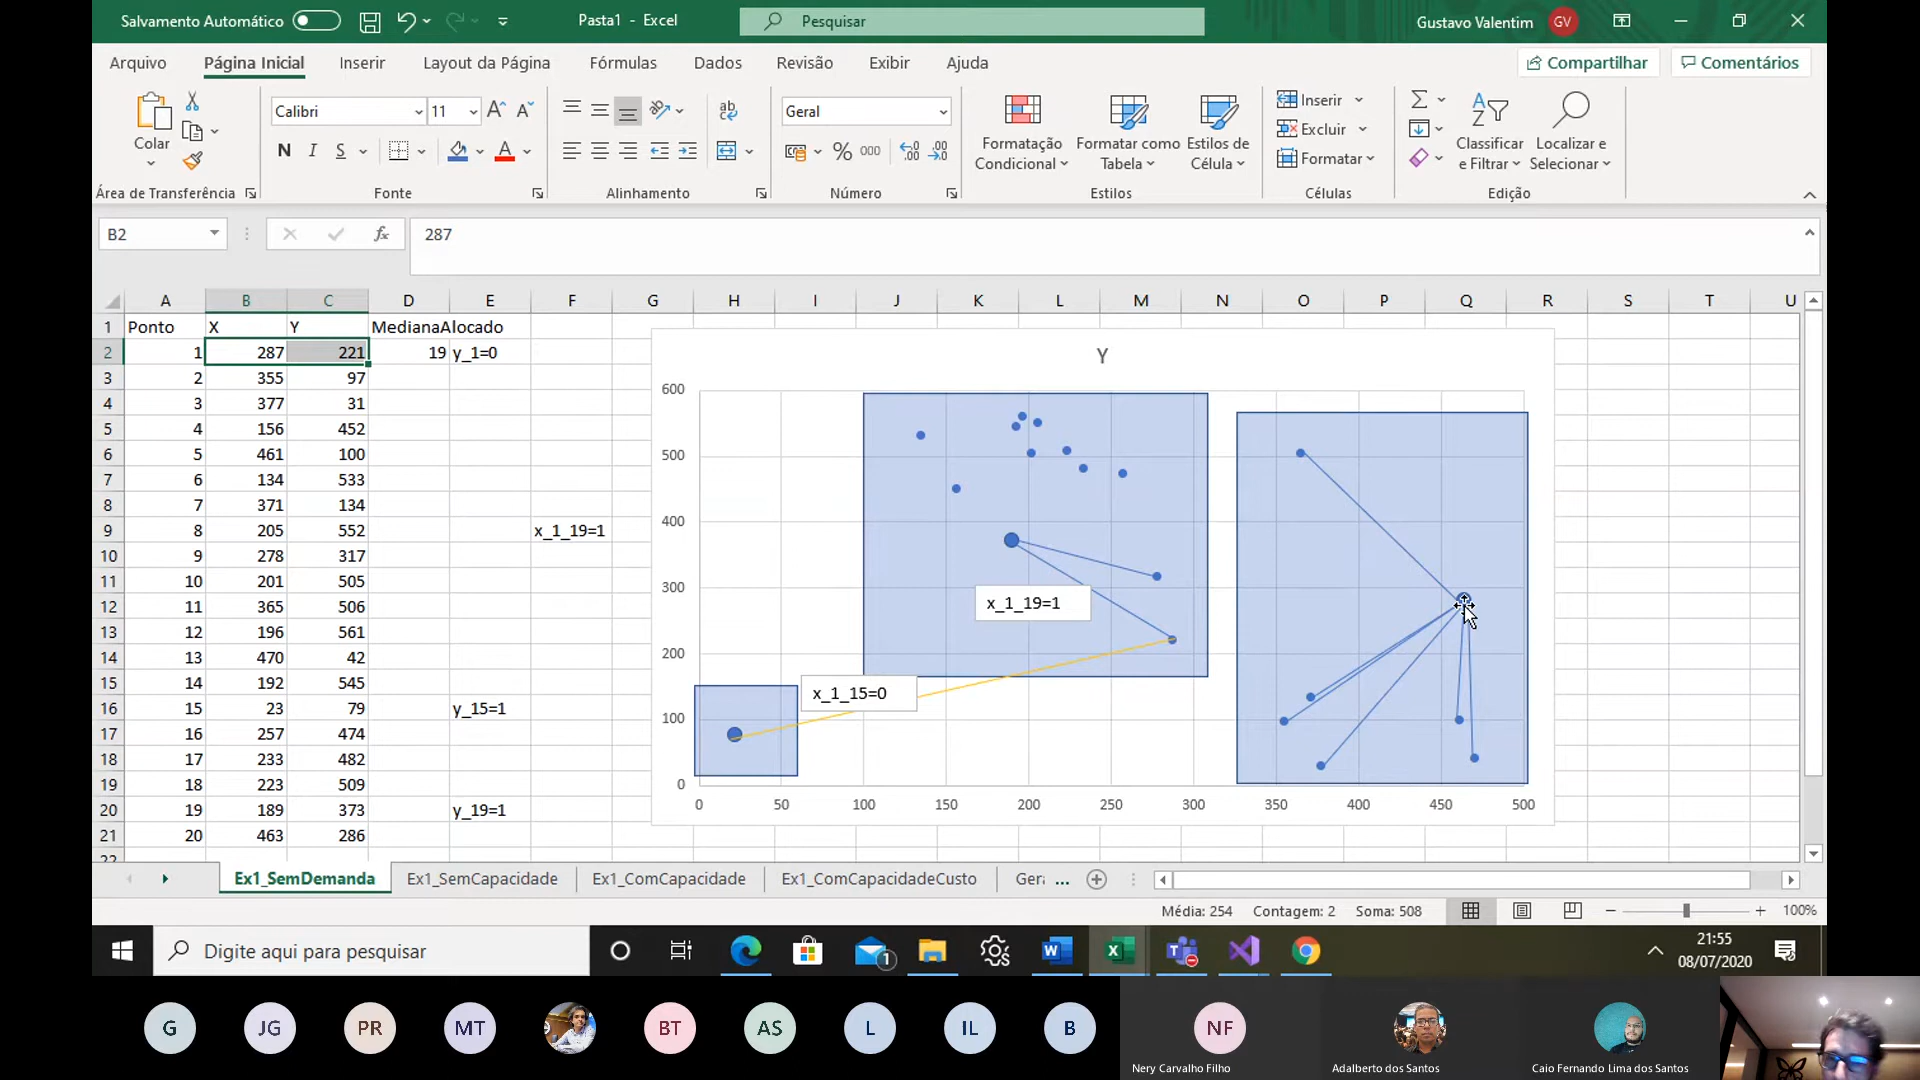 Salvamento Automático
Pasta1 - Excel
Pesquisar
Gustavo Valentim
GV
Arquivo
Página Inicial
Inserir
Layout da Página
Fórmulas
Dados
Revisão
Exibir
Ajuda
Compartilhar
Comentários
Colar
Área de Transferência
Calibri
11
N I S
A
Fonte
ab
Alinhamento
Geral
% 000
Número
Formatação Condicional
Formatar como Tabela
Estilos de Célula
Estilos
Inserir
Excluir
Formatar
Células
Classificar e Filtrar
Localizar e Selecionar
Edição
B2
fx
287
A B C D E F G H I J K L M N O P Q R S T U
1 Ponto X Y MedianaAlocado
2 1 287 221 19 y_1=0
3 2 355 97
4 3 377 31
5 4 156 452
6 5 461 100
7 6 134 533
8 7 371 134
9 8 205 552 x_1_19=1
10 9 278 317
11 10 201 505
12 11 365 506
13 12 196 561
14 13 470 42
15 14 192 545
16 15 23 79 y_15=1
17 16 257 474
18 17 233 482
19 18 223 509
20 19 189 373 y_19=1
21 20 463 286
22
Y
600
500
400
300
200
100
0
0 50 100 150 200 250 300 350 400 450 500
x_1_19=1
x_1_15=0
Ex1_SemDemanda
Ex1_SemCapacidade
Ex1_ComCapacidade
Ex1_ComCapacidadeCusto
Gera ...
Média: 254
Contagem: 2
Soma: 508
100%
Digite aqui para pesquisar
1
21:55
08/07/2020
G
JG
PR
MT
BT
AS
L
IL
B
NF
Nery Carvalho Filho
Adalberto dos Santos
Caio Fernando Lima dos Santos